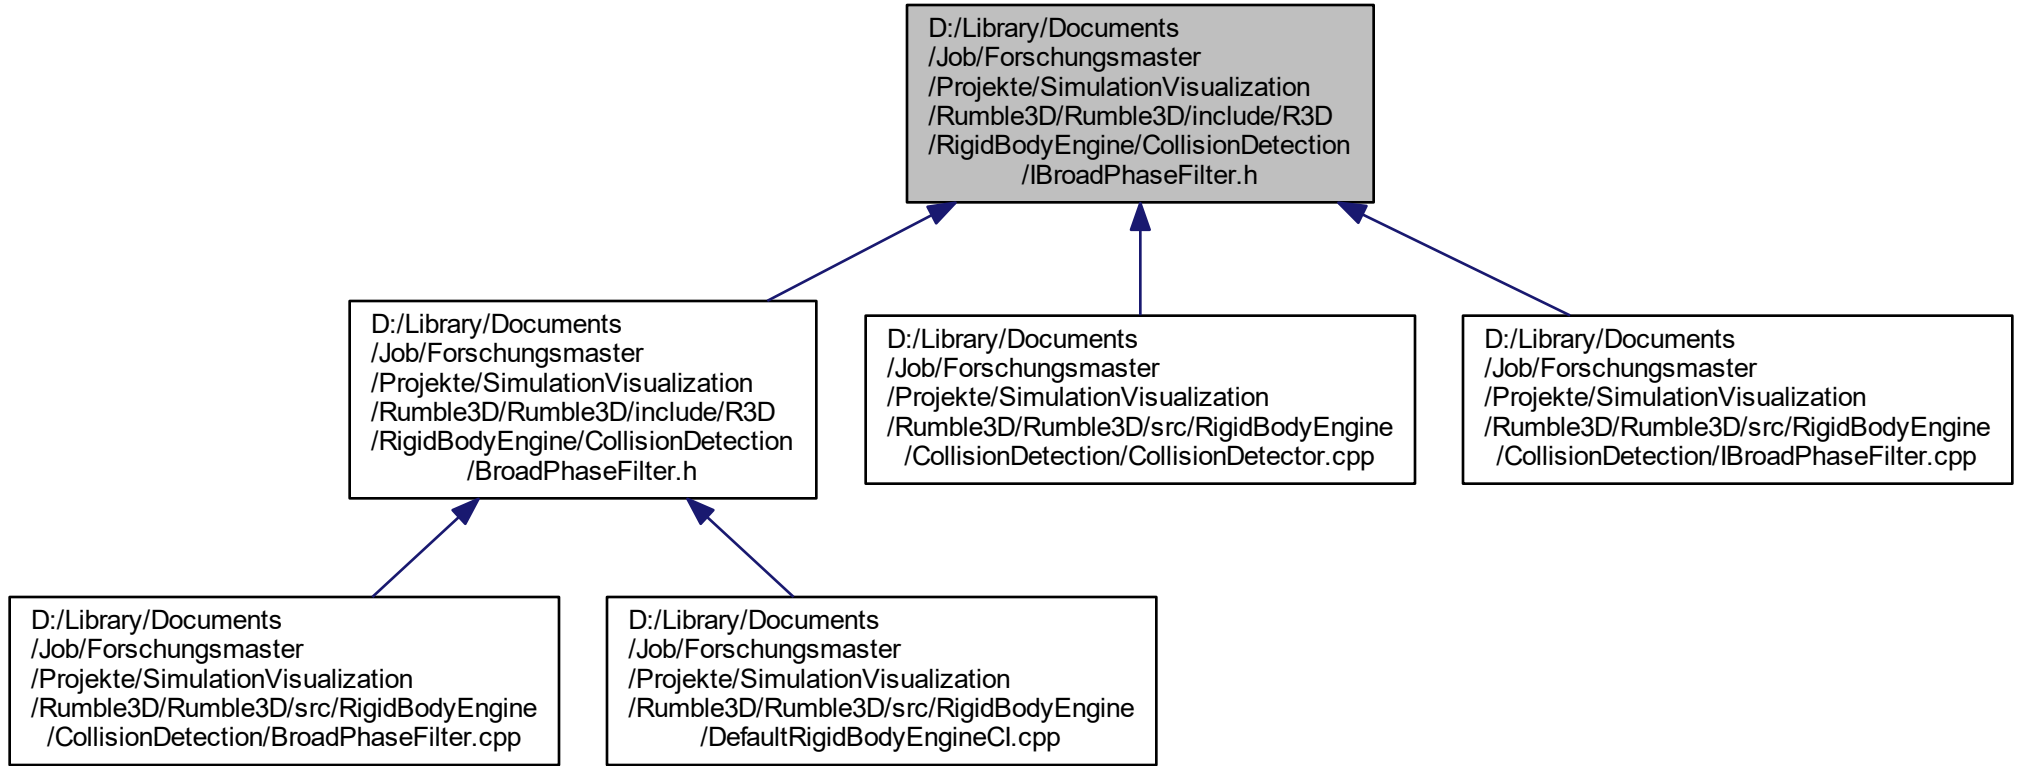 D:/Library/Documents
/Job/Forschungsmaster
/Projekte/SimulationVisualization
/Rumble3D/Rumble3D/include/R3D
/RigidBodyEngine/CollisionDetection
/IBroadPhaseFilter.h
D:/Library/Documents
/Job/Forschungsmaster
/Projekte/SimulationVisualization
/Rumble3D/Rumble3D/include/R3D
/RigidBodyEngine/CollisionDetection
/BroadPhaseFilter.h
D:/Library/Documents
/Job/Forschungsmaster
/Projekte/SimulationVisualization
/Rumble3D/Rumble3D/src/RigidBodyEngine
/CollisionDetection/CollisionDetector.cpp
D:/Library/Documents
/Job/Forschungsmaster
/Projekte/SimulationVisualization
/Rumble3D/Rumble3D/src/RigidBodyEngine
/CollisionDetection/IBroadPhaseFilter.cpp
D:/Library/Documents
/Job/Forschungsmaster
/Projekte/SimulationVisualization
/Rumble3D/Rumble3D/src/RigidBodyEngine
/CollisionDetection/BroadPhaseFilter.cpp
D:/Library/Documents
/Job/Forschungsmaster
/Projekte/SimulationVisualization
/Rumble3D/Rumble3D/src/RigidBodyEngine
/DefaultRigidBodyEngineCI.cpp